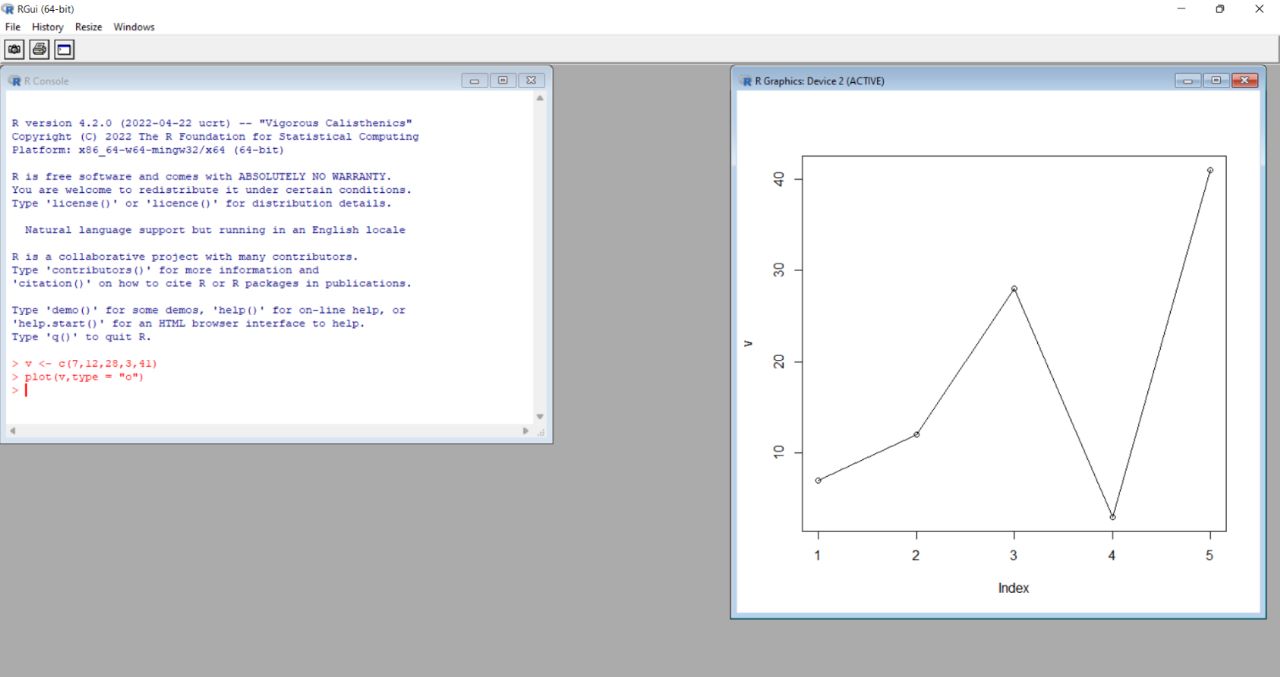 RGui (64-bit)
File History Resize Windows
R Console
R version 4.2.0 (2022-04-22 ucrt) -- "Vigorous Calisthenics"
Copyright (C) 2022 The R Foundation for Statistical Computing
Platform: x86_64-w64-mingw32/x64 (64-bit)
R is free software and comes with ABSOLUTELY NO WARRANTY.
You are welcome to redistribute it under certain conditions.
Type 'license()' or 'licence()' for distribution details.
Natural language support but running in an English locale
R is a collaborative project with many contributors.
Type 'contributors()' for more information and
'citation()' on how to cite R or R packages in publications.
Type 'demo()' for some demos, 'help()' for on-line help, or
'help.start()' for an HTML browser interface to help.
Type 'q()' to quit R.
> v <- c(7,12,28,3,41)
> plot(v,type = "o")
>
R Graphics: Device 2 (ACTIVE)
v
40
30
20
10
1 2 3 4 5
Index